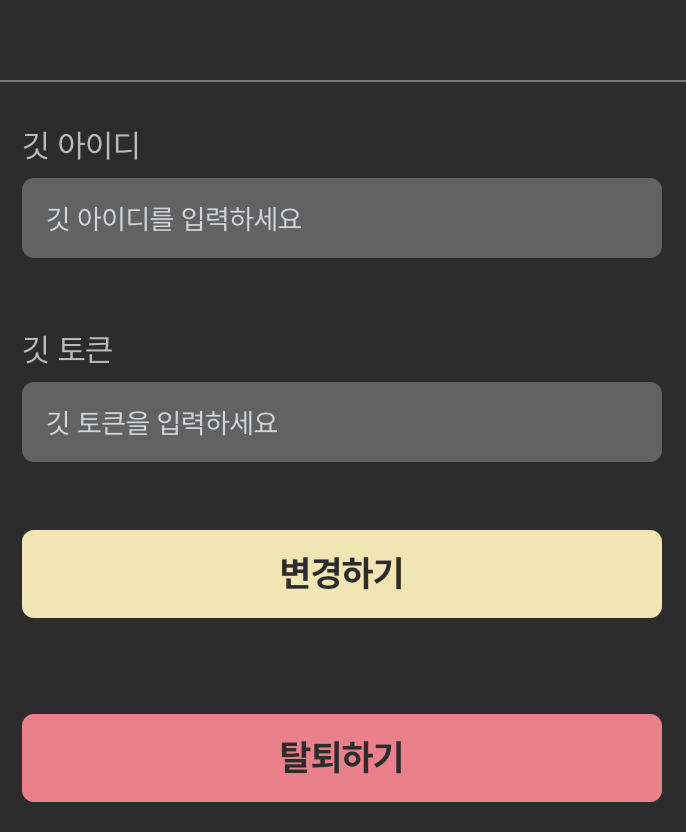 깃 아이디
깃 아이디를 입력하세요
깃 토큰
깃 토큰을 입력하세요
변경하기
탈퇴하기